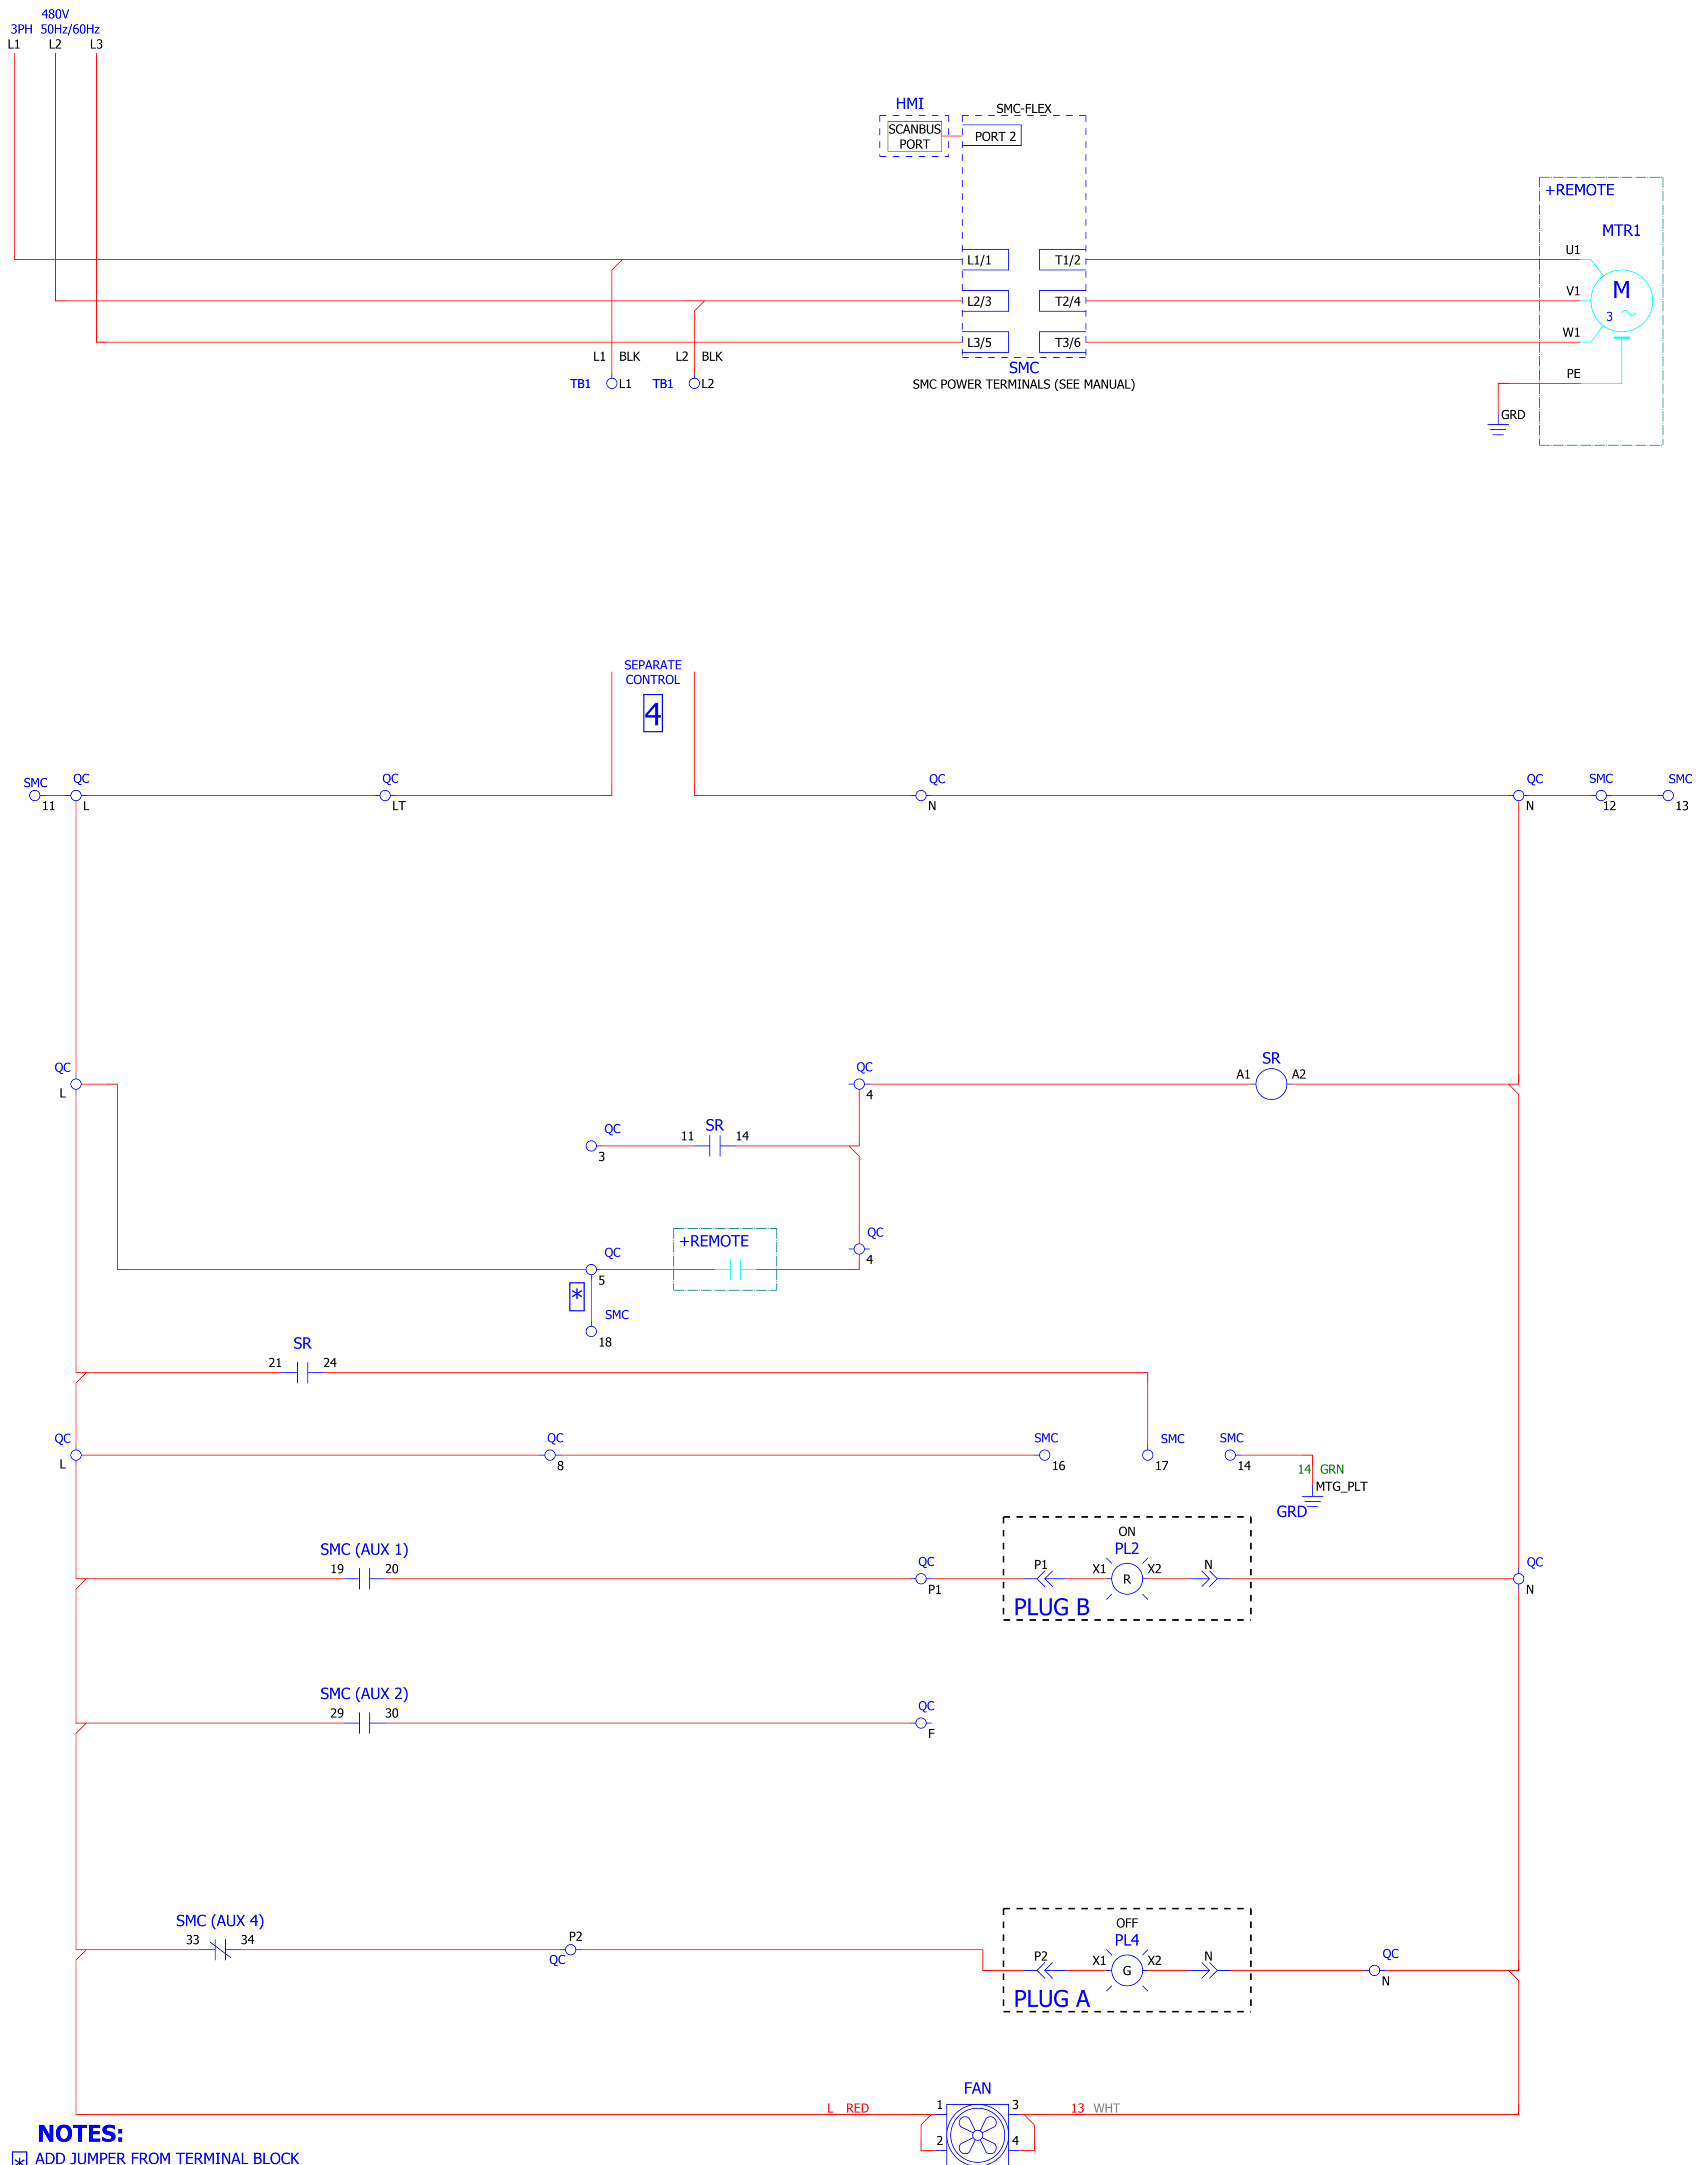 480V
3PH 50Hz/60Hz
L1 L2 L3
HMI
SMC-FLEX
SCANBUS
PORT
PORT 2
+REMOTE
MTR1
L1/1 T1/2 U1
L2/3 T2/4 V1 M
3
L3/5 T3/6 W1
L1 BLK L2 BLK
SMC
TB1 L1 TB1 L2 SMC POWER TERMINALS (SEE MANUAL) PE
GRD
SEPARATE
CONTROL
4
SMC QC QC QC QC SMC SMC
11 L LT N N 12 13
QC QC SR
A1 A2
L 4
QC SR
11 14
3
QC
+REMOTE
QC
4
5
*
SMC
18
SR
21 24
QC QC SMC SMC SMC
L 8 16 17 14
14 GRN
MTG_PLT
GRD
ON
SMC (AUX 1) PL2
19 20 QC P1 X1 R X2 N QC
P1 N
PLUG B
SMC (AUX 2)
29 30 QC
F
SMC (AUX 4) OFF
33 34 P2 PL4
QC P2 X1 G X2 N QC
N
PLUG A
FAN
L RED 1 3 13 WHT
2 4
NOTES:
* ADD JUMPER FROM TERMINAL BLOCK